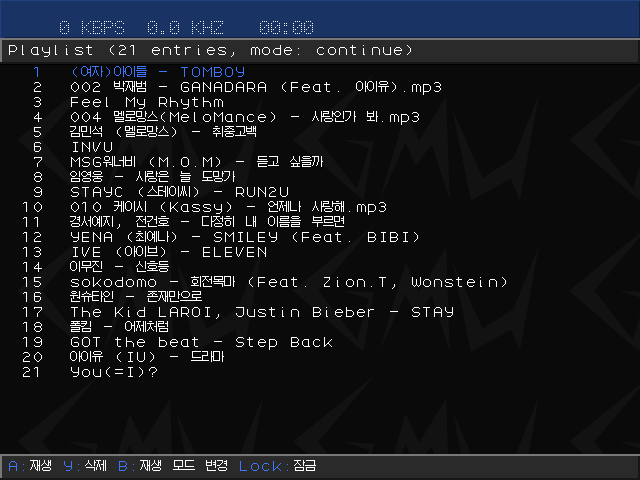 0 KBPS 0.0 KHZ 00:00
Playlist (21 entries, mode: continue)
1 (여자)아이들 - TOMBOY
2 002 박재범 - GANADARA (Feat. 아이유).mp3
3 Feel My Rhythm
4 004 멜로망스(MeloMance) - 사랑인가 봐.mp3
5 김민석 (멜로망스) - 취중고백
6 INVU
7 MSG워너비 (M.O.M) - 듣고 싶을까
8 임영웅 - 사랑은 늘 도망가
9 STAYC (스테이씨) - RUN2U
10 010 케이시 (Kassy) - 언제나 사랑해.mp3
11 경서예지, 전건호 - 다정히 내 이름을 부르면
12 YENA (최예나) - SMILEY (Feat. BIBI)
13 IVE (아이브) - ELEVEN
14 이무진 - 신호등
15 sokodomo - 회전목마 (Feat. Zion.T, Wonstein)
16 원슈타인 - 존재만으로
17 The Kid LAROI, Justin Bieber - STAY
18 폴킴 - 어제처럼
19 GOT the beat - Step Back
20 아이유 (IU) - 드라마
21 You(=I)?
A:재생 Y:삭제 B:재생 모드 변경 Lock:잠금